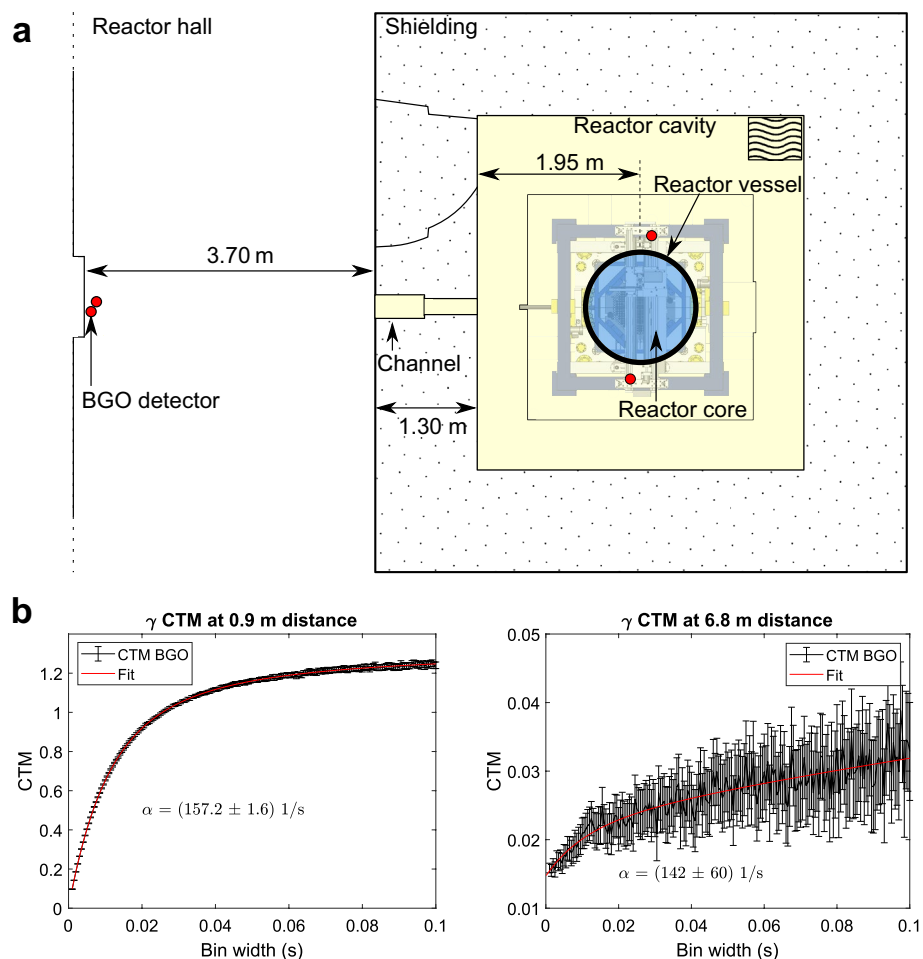 a
Reactor hall
Shielding
Reactor cavity
1.95 m
Reactor vessel
3.70 m
Channel
BGO detector
Reactor core
1.30 m
b
γ CTM at 0.9 m distance
CTM BGO
Fit
1.2
1
0.8
0.6
0.4
0.2
0
CTM
α = (157.2 ± 1.6) 1/s
0 0.02 0.04 0.06 0.08 0.1
Bin width (s)
γ CTM at 6.8 m distance
CTM BGO
Fit
0.05
0.04
0.03
0.02
0.01
CTM
α = (142 ± 60) 1/s
0 0.02 0.04 0.06 0.08 0.1
Bin width (s)